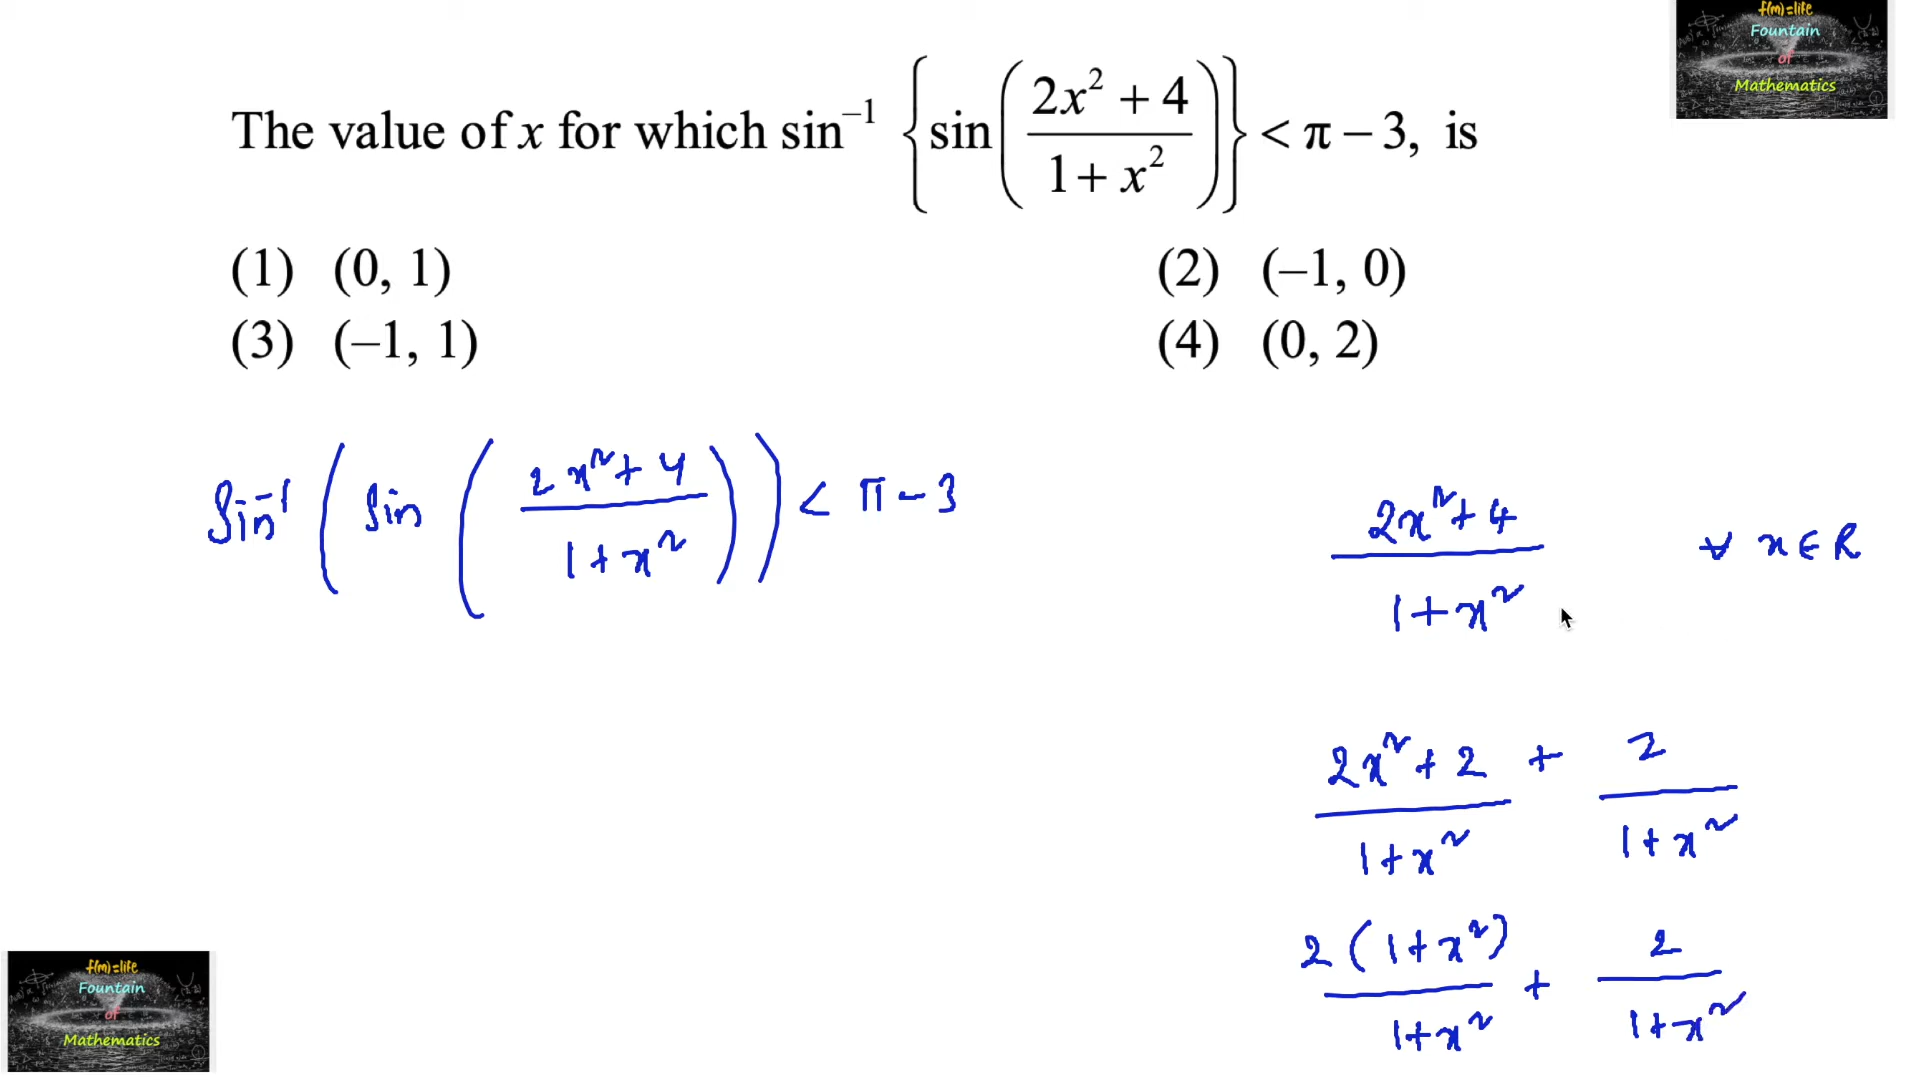 f(m)=life
Fountain
of
Mathematics
The value of x for which sin⁻¹ {sin((2x² + 4)/(1 + x²))} < π – 3, is
(1) (0, 1) (2) (–1, 0)
(3) (–1, 1) (4) (0, 2)
Sin⁻¹ ( Sin ( (2x² + 4)/(1 + x²) ) ) < π – 3
(2x² + 4)/(1 + x²) ∀ x ∈ R
(2x² + 2)/(1 + x²) + 2/(1 + x²)
2(1 + x²)/(1 + x²) + 2/(1 + x²)
f(m)=life
Fountain
of
Mathematics